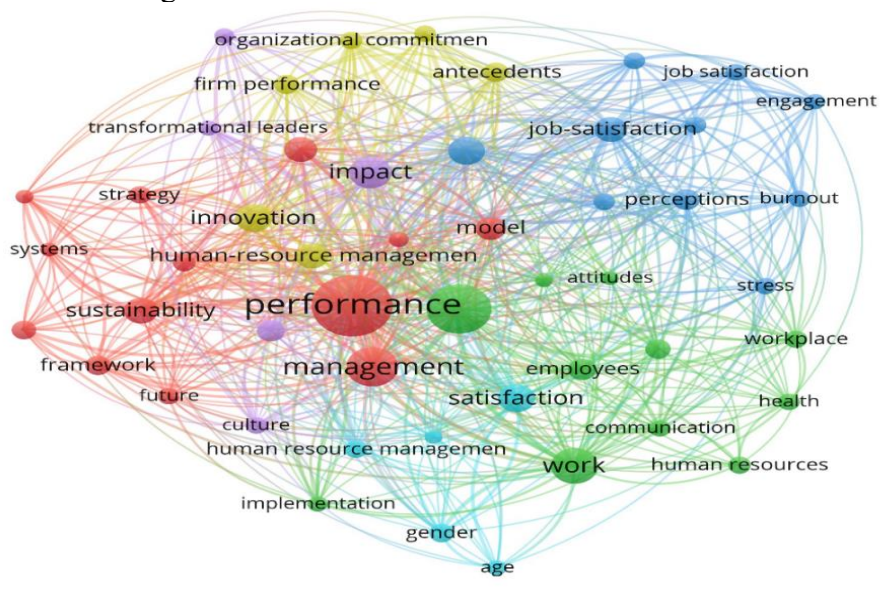 organizational commitmen
job satisfaction
antecedents
firm performance
engagement
transformational leaders
job-satisfaction
impact
strategy
perceptions
burnout
innovation
model
systems
human-resource managemen
attitudes
stress
performance
sustainability
workplace
framework
management
employees
future
satisfaction
health
culture
communication
human resource managemen
work
human resources
implementation
gender
age